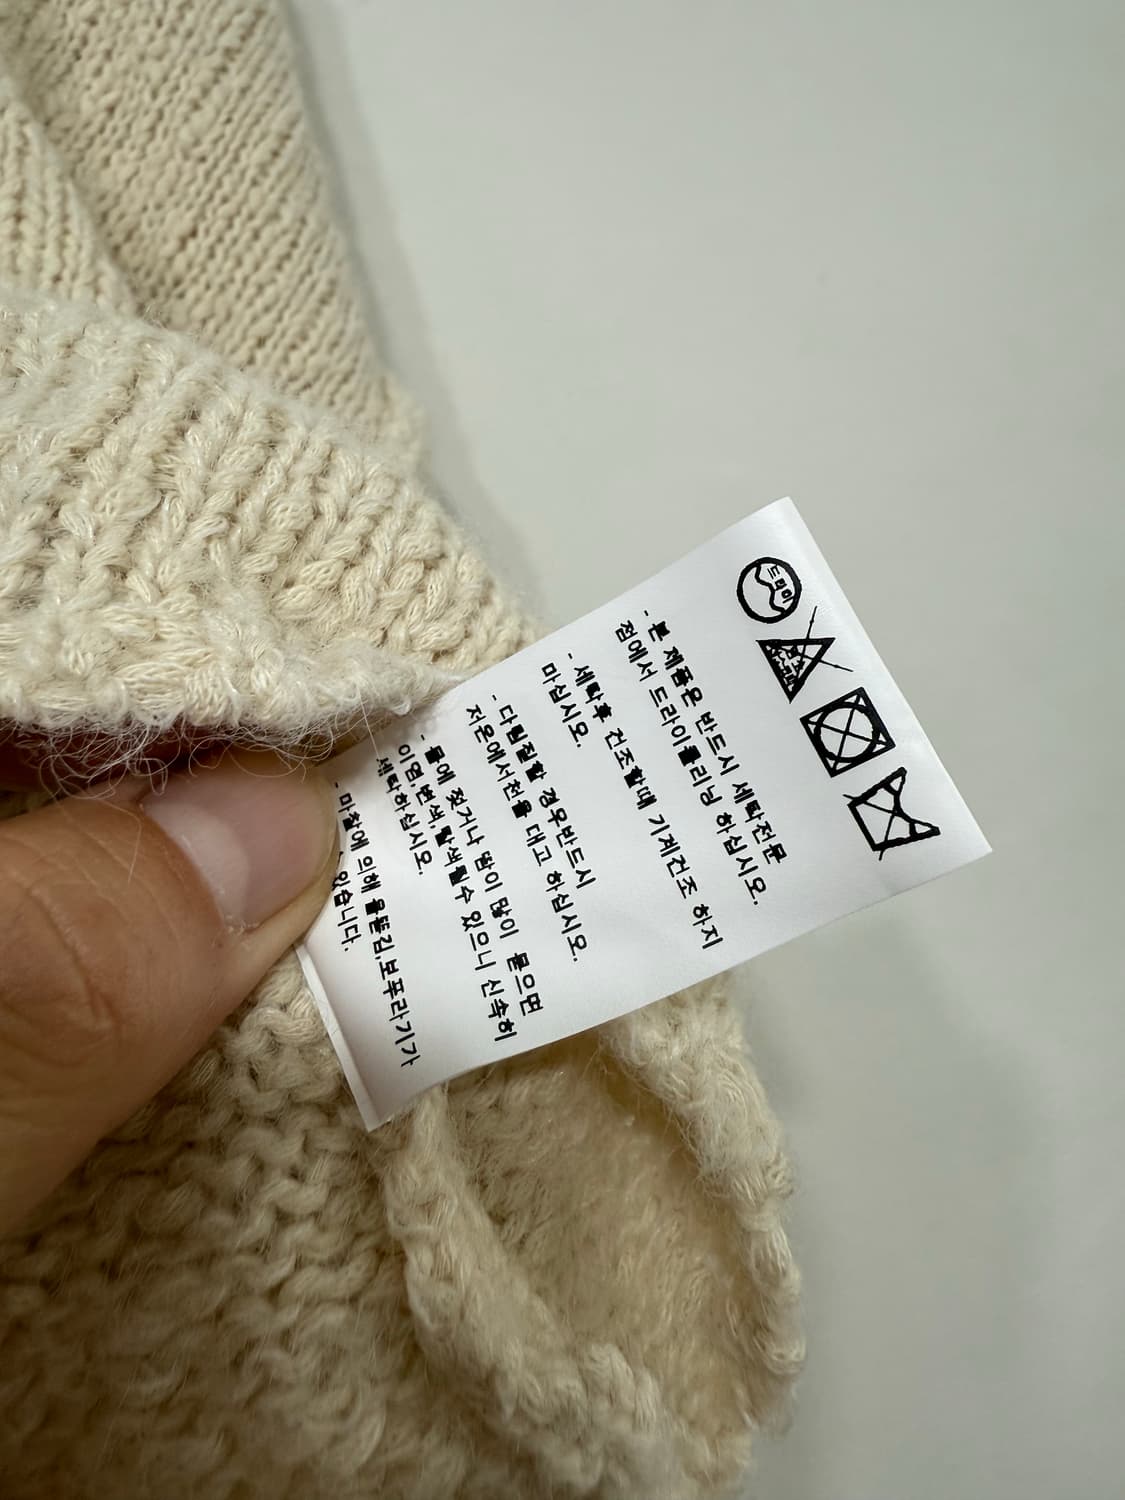 드라이
- 본 제품은 반드시 세탁전문
점에서 드라이클리닝 하십시오.
- 세탁후 건조할때 기계건조 하지
마십시오.
- 다림질할 경우반드시
저온에서천을 대고 하십시오.
- 물에 젖거나 땀이 많이 묻으면
이염.변색.탈색될수 있으니 신속히
세탁하십시오.
- 마찰에 의해 올뜯김.보푸라기가
수 있습니다.